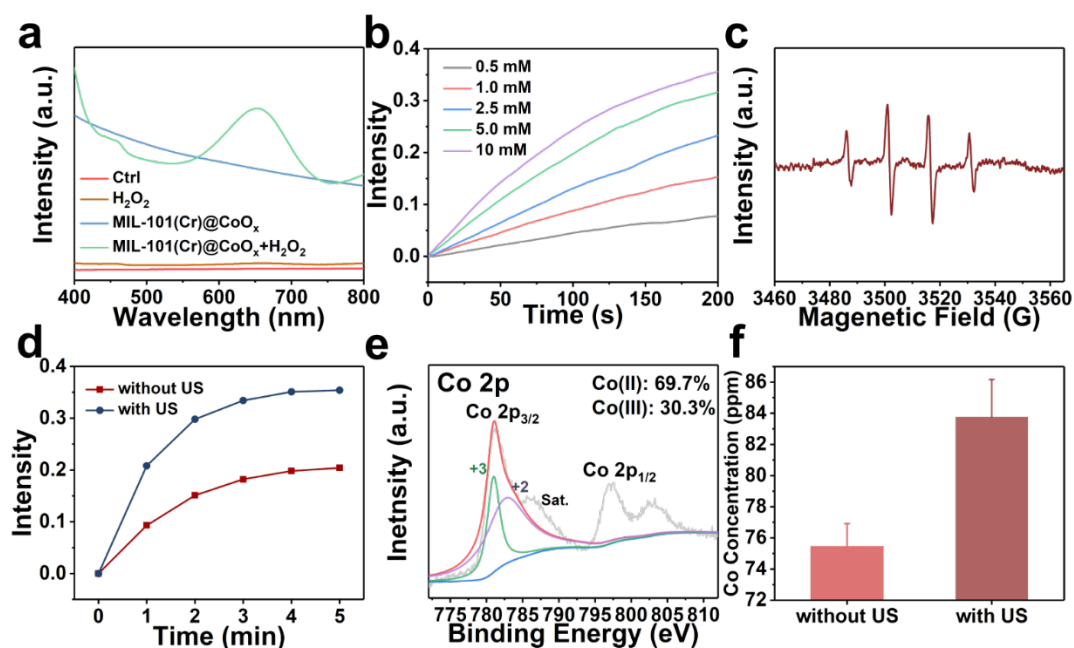 a
Intensity (a.u.)
Ctrl
H₂O₂
MIL-101(Cr)@CoOₓ
MIL-101(Cr)@CoOₓ+H₂O₂
400 500 600 700 800
Wavelength (nm)
b
Intensity
0.4
0.3
0.2
0.1
0.0
0.5 mM
1.0 mM
2.5 mM
5.0 mM
10 mM
0 50 100 150 200
Time (s)
c
Intensity (a.u.)
3460 3500 3520 3540 3560
Magenetic Field (G)
d
Intensity
0.4
0.3
0.2
0.1
0.0
without US
with US
0 1 2 3 4 5
Time (min)
e
Inetnsity (a.u.)
Co 2p
Co(II): 69.7%
Co(III): 30.3%
Co 2p₃/₂
+3
+2
Sat.
Co 2p₁/₂
775 780 785 790 795 800 805 810
Binding Energy (eV)
f
Co Concentration (ppm)
86
84
82
80
78
76
74
72
without US
with US